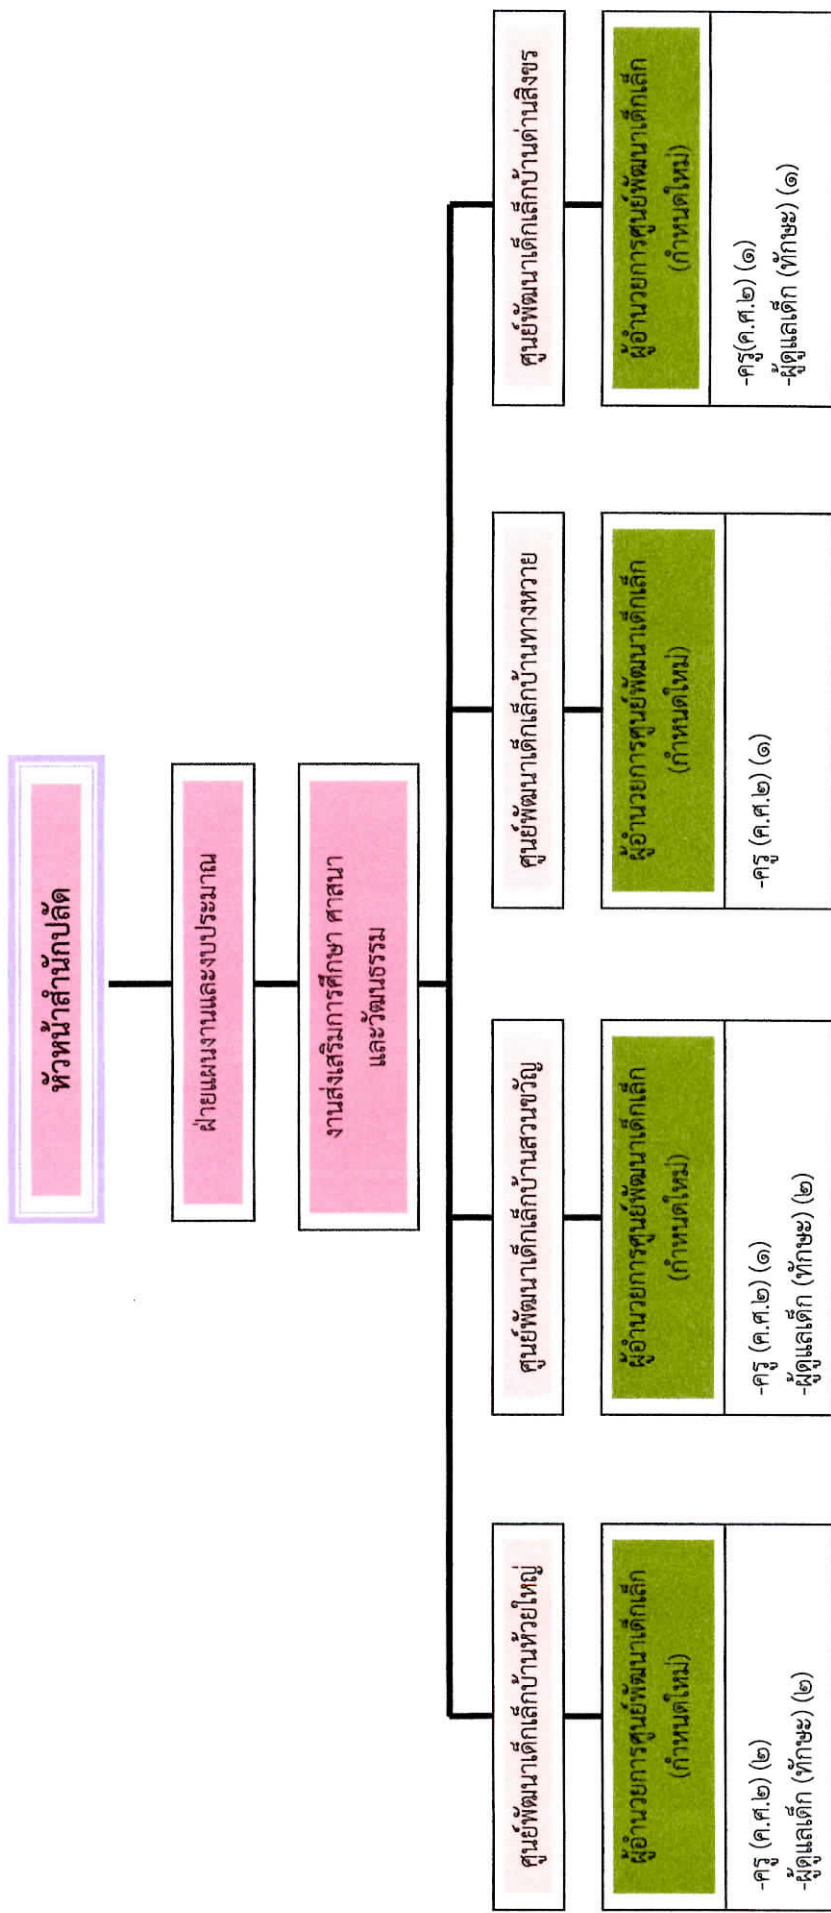 หัวหน้าสำนักปลัด
ฝ่ายแผนงานและงบประมาณ
งานส่งเสริมการศึกษา ศาสนา
และวัฒนธรรม
ศูนย์พัฒนาเด็กเล็กบ้านห้วยใหญ่
ผู้อำนวยการศูนย์พัฒนาเด็กเล็ก
(กำหนดใหม่)
-ครู (ค.ศ.๒) (๒)
-ผู้ดูแลเด็ก (ทักษะ) (๒)
ศูนย์พัฒนาเด็กเล็กบ้านสวนขวัญ
ผู้อำนวยการศูนย์พัฒนาเด็กเล็ก
(กำหนดใหม่)
-ครู (ค.ศ.๒) (๑)
-ผู้ดูแลเด็ก (ทักษะ) (๒)
ศูนย์พัฒนาเด็กเล็กบ้านทางหวาย
ผู้อำนวยการศูนย์พัฒนาเด็กเล็ก
(กำหนดใหม่)
-ครู (ค.ศ.๒) (๑)
ศูนย์พัฒนาเด็กเล็กบ้านด่านสิงขร
ผู้อำนวยการศูนย์พัฒนาเด็กเล็ก
(กำหนดใหม่)
-ครู(ค.ศ.๒) (๑)
-ผู้ดูแลเด็ก (ทักษะ) (๑)